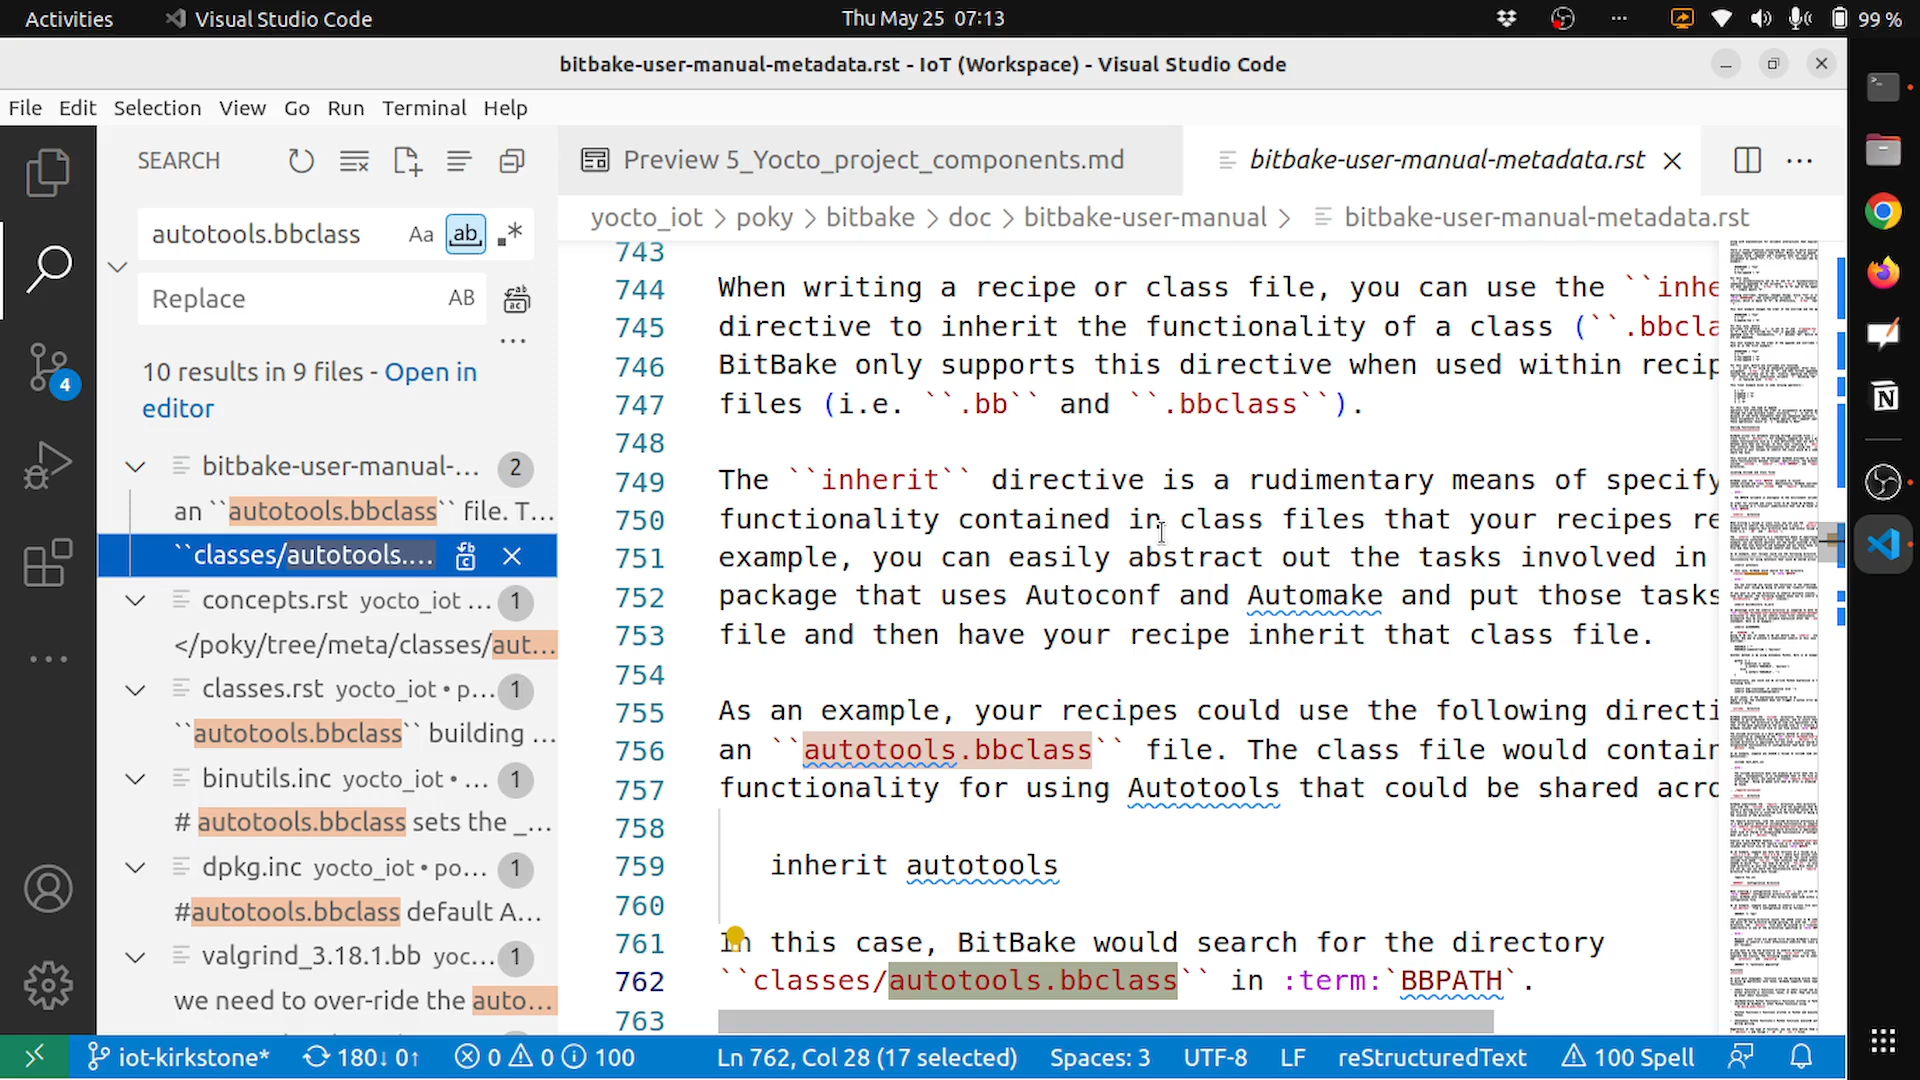 Activities
Visual Studio Code
Thu May 25  07:13
99 %
bitbake-user-manual-metadata.rst - IoT (Workspace) - Visual Studio Code
File Edit Selection View Go Run Terminal Help
SEARCH
Preview 5_Yocto_project_components.md
bitbake-user-manual-metadata.rst
yocto_iot > poky > bitbake > doc > bitbake-user-manual > bitbake-user-manual-metadata.rst
autotools.bbclass
Aa ab .*
Replace
AB
10 results in 9 files - Open in
editor
4
bitbake-user-manual-... 2
an ``autotools.bbclass`` file. T...
``classes/autotools....
concepts.rst yocto_iot ... 1
</poky/tree/meta/classes/aut...
classes.rst yocto_iot • p... 1
``autotools.bbclass`` building ...
binutils.inc yocto_iot • ... 1
# autotools.bbclass sets the _...
dpkg.inc yocto_iot • po... 1
#autotools.bbclass default A...
valgrind_3.18.1.bb yoc... 1
we need to over-ride the auto...
743
744 When writing a recipe or class file, you can use the ``inhe
745 directive to inherit the functionality of a class (``.bbcla
746 BitBake only supports this directive when used within recip
747 files (i.e. ``.bb`` and ``.bbclass``).
748
749 The ``inherit`` directive is a rudimentary means of specify
750 functionality contained in class files that your recipes re
751 example, you can easily abstract out the tasks involved in
752 package that uses Autoconf and Automake and put those tasks
753 file and then have your recipe inherit that class file.
754
755 As an example, your recipes could use the following directi
756 an ``autotools.bbclass`` file. The class file would contain
757 functionality for using Autotools that could be shared acro
758
759 inherit autotools
760
761 In this case, BitBake would search for the directory
762 ``classes/autotools.bbclass`` in :term:`BBPATH`.
763
iot-kirkstone* 180↓ 0↑ 0 0 100
Ln 762, Col 28 (17 selected) Spaces: 3 UTF-8 LF reStructuredText 100 Spell